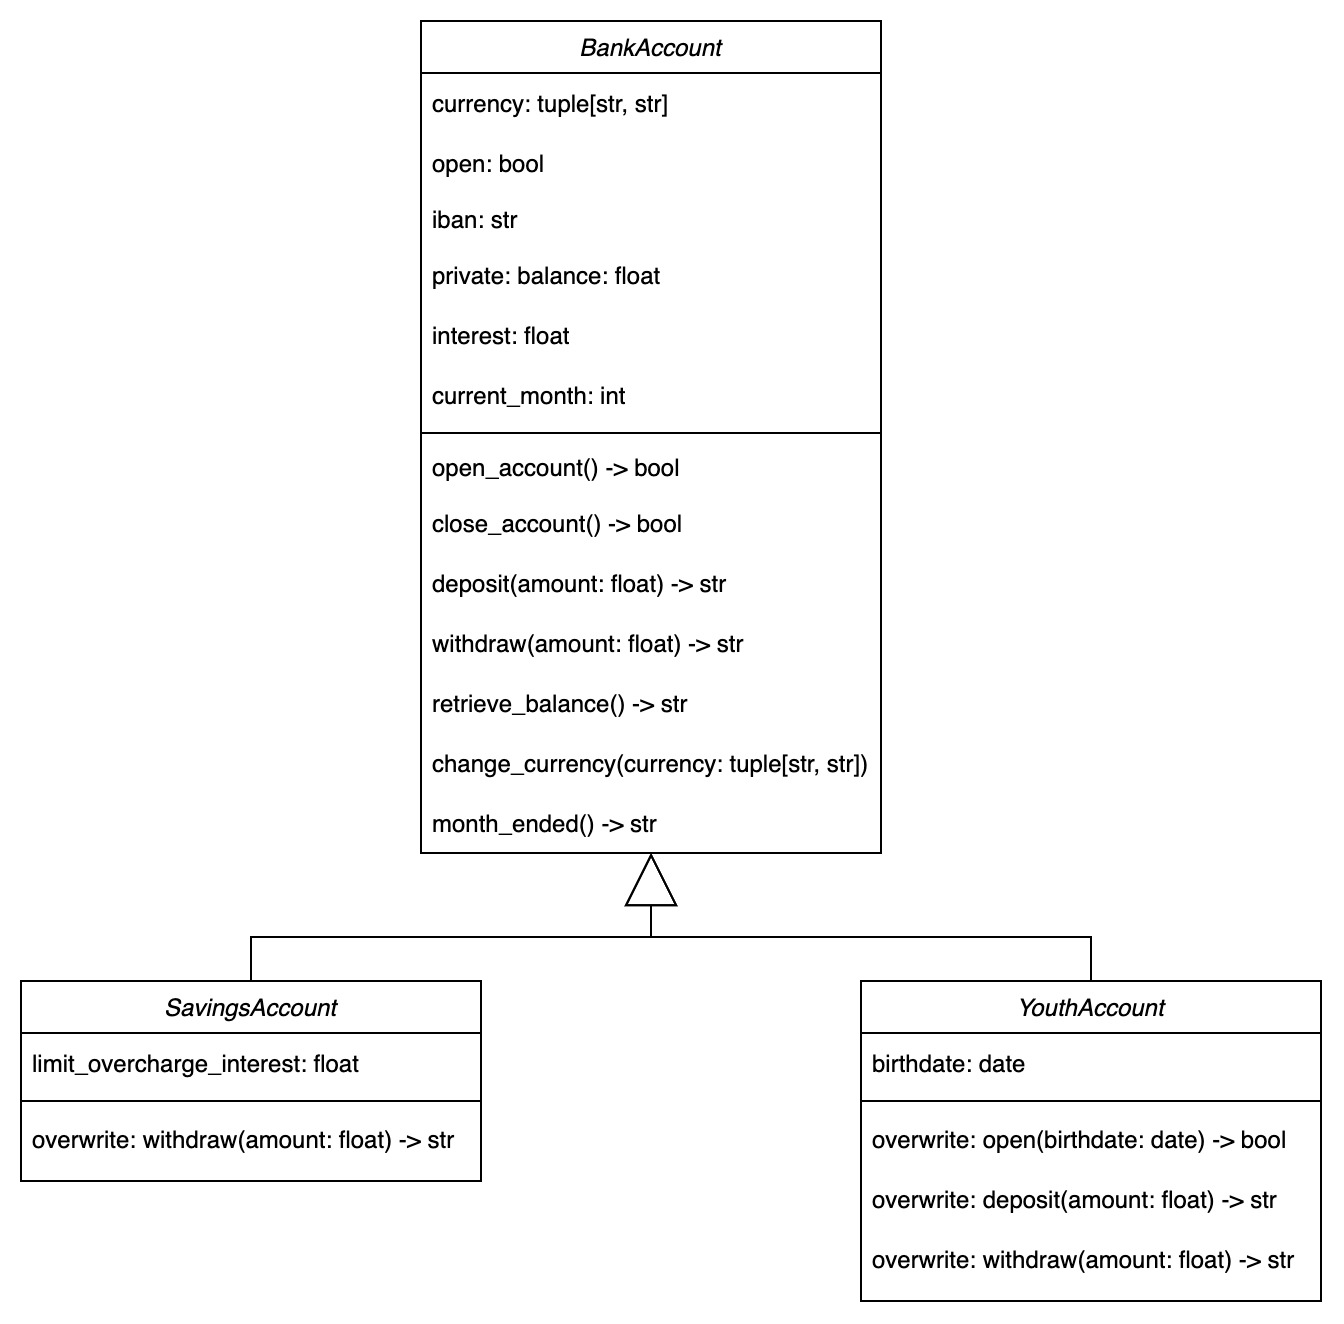 BankAccount
currency: tuple[str, str]
open: bool
iban: str
private: balance: float
interest: float
current_month: int
open_account() -> bool
close_account() -> bool
deposit(amount: float) -> str
withdraw(amount: float) -> str
retrieve_balance() -> str
change_currency(currency: tuple[str, str])
month_ended() -> str
SavingsAccount
limit_overcharge_interest: float
overwrite: withdraw(amount: float) -> str
YouthAccount
birthdate: date
overwrite: open(birthdate: date) -> bool
overwrite: deposit(amount: float) -> str
overwrite: withdraw(amount: float) -> str